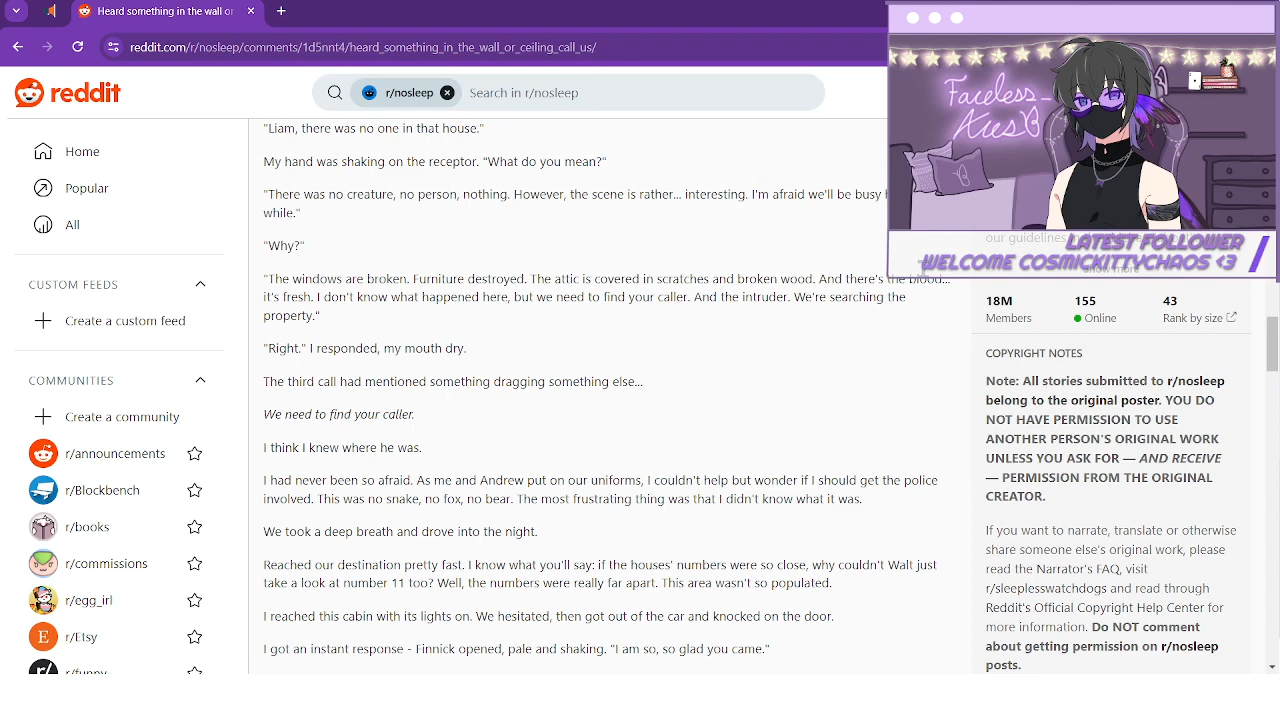 Heard something in the wall or
reddit.com/r/nosleep/comments/1d5nnt4/heard_something_in_the_wall_or_ceiling_call_us/
reddit
r/nosleep
Search in r/nosleep
Home
Popular
All
CUSTOM FEEDS
Create a custom feed
COMMUNITIES
Create a community
r/announcements
r/Blockbench
r/books
r/commissions
r/egg_irl
E
r/Etsy
r/
r/funny
"Liam, there was no one in that house."
My hand was shaking on the receptor. "What do you mean?"
"There was no creature, no person, nothing. However, the scene is rather... interesting. I'm afraid we'll be busy
while."
"Why?"
"The windows are broken. Furniture destroyed. The attic is covered in scratches and broken wood. And there's the blood...
it's fresh. I don't know what happened here, but we need to find your caller. And the intruder. We're searching the
property."
"Right." I responded, my mouth dry.
The third call had mentioned something dragging something else...
We need to find your caller.
I think I knew where he was.
I had never been so afraid. As me and Andrew put on our uniforms, I couldn't help but wonder if I should get the police
involved. This was no snake, no fox, no bear. The most frustrating thing was that I didn't know what it was.
We took a deep breath and drove into the night.
Reached our destination pretty fast. I know what you'll say: if the houses' numbers were so close, why couldn't Walt just
take a look at number 11 too? Well, the numbers were really far apart. This area wasn't so populated.
I reached this cabin with its lights on. We hesitated, then got out of the car and knocked on the door.
I got an instant response - Finnick opened, pale and shaking. "I am so, so glad you came."
Faceless_
LATEST FOLLOWER
WELCOME COSMICKITTYCHAOS <3
our guidelines
show more
18M
Members
155
Online
43
Rank by size
COPYRIGHT NOTES
Note: All stories submitted to r/nosleep
belong to the original poster. YOU DO
NOT HAVE PERMISSION TO USE
ANOTHER PERSON'S ORIGINAL WORK
UNLESS YOU ASK FOR — AND RECEIVE
— PERMISSION FROM THE ORIGINAL
CREATOR.
If you want to narrate, translate or otherwise
share someone else's original work, please
read the Narrator's FAQ, visit
r/sleeplesswatchdogs and read through
Reddit's Official Copyright Help Center for
more information. Do NOT comment
about getting permission on r/nosleep
posts.